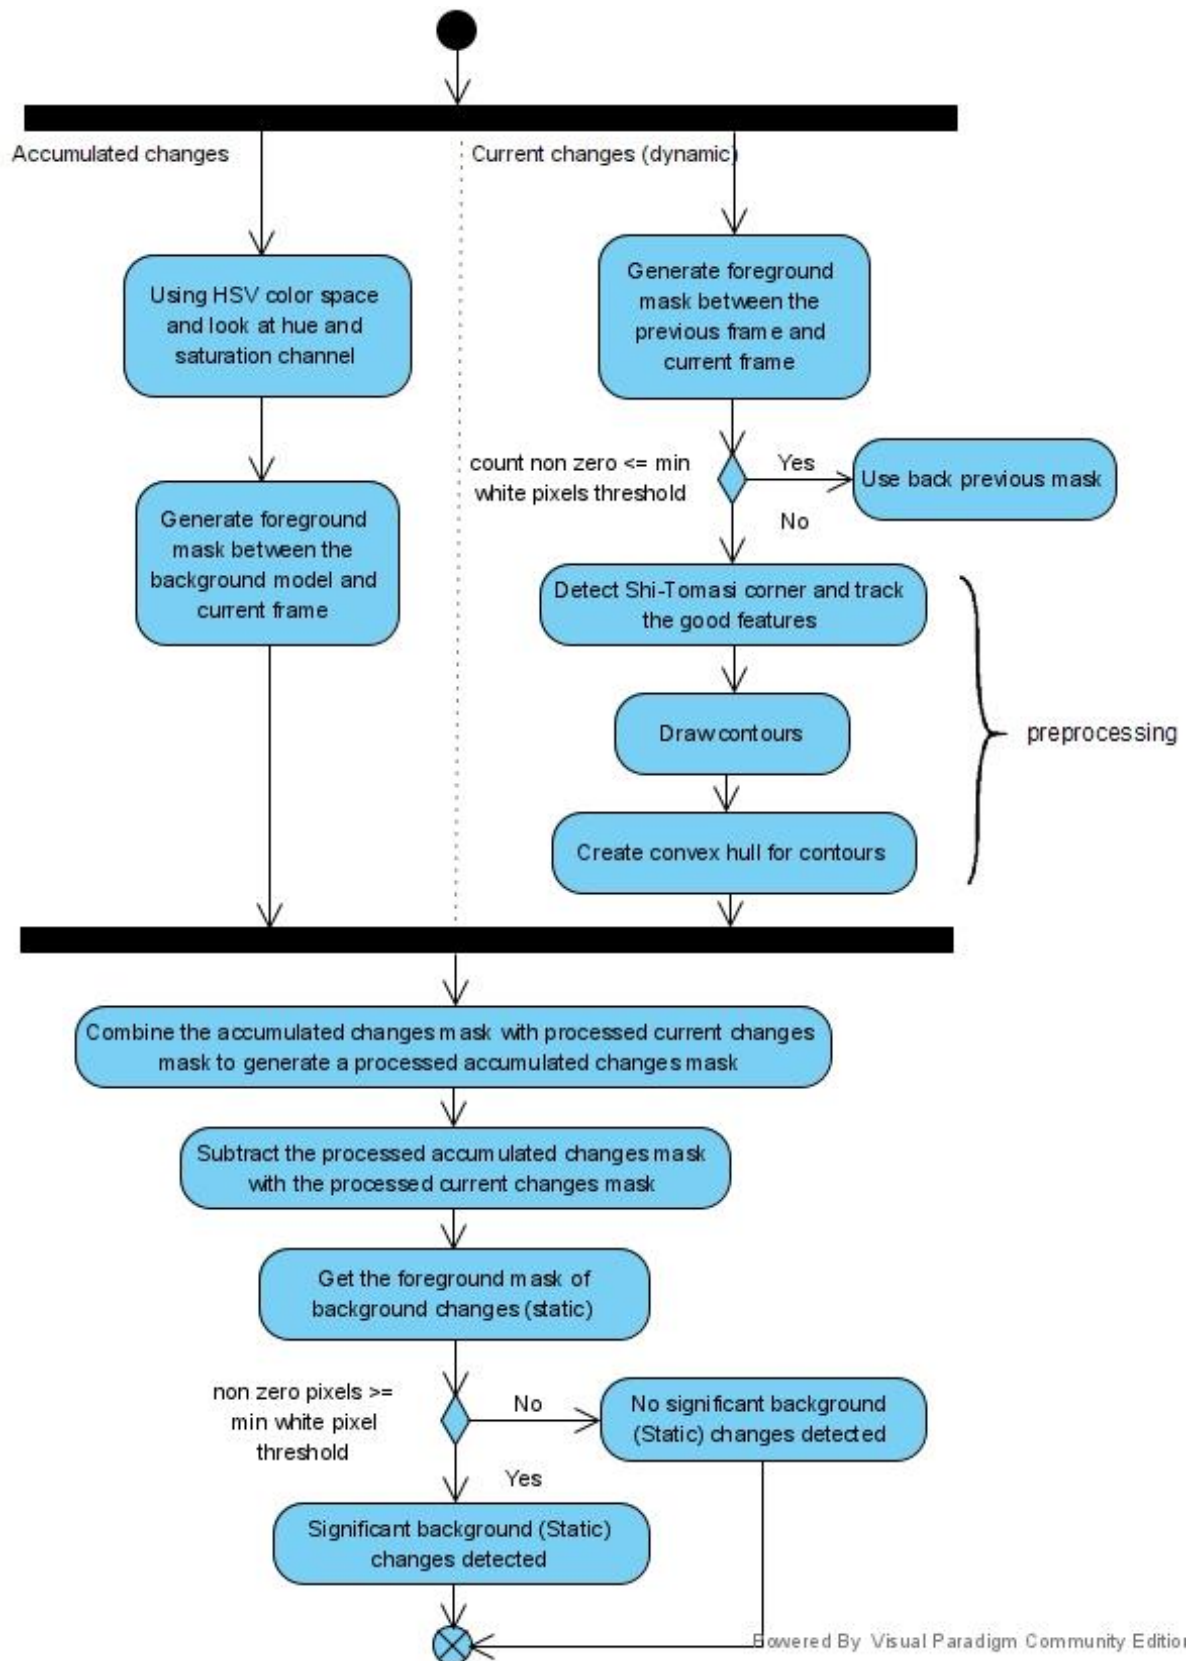 Accumulated changes
Current changes (dynamic)
Using HSV color space
and look at hue and
saturation channel
Generate foreground
mask between the
background model and
current frame
Generate foreground
mask between the
previous frame and
current frame
count non zero <= min
white pixels threshold
Yes
Use back previous mask
No
Detect Shi-Tomasi corner and track
the good features
Draw contours
Create convex hull for contours
preprocessing
Combine the accumulated changes mask with processed current changes
mask to generate a processed accumulated changes mask
Subtract the processed accumulated changes mask
with the processed current changes mask
Get the foreground mask of
background changes (static)
non zero pixels >=
min white pixel
threshold
No
No significant background
(Static) changes detected
Yes
Significant background (Static)
changes detected
Powered By Visual Paradigm Community Edition